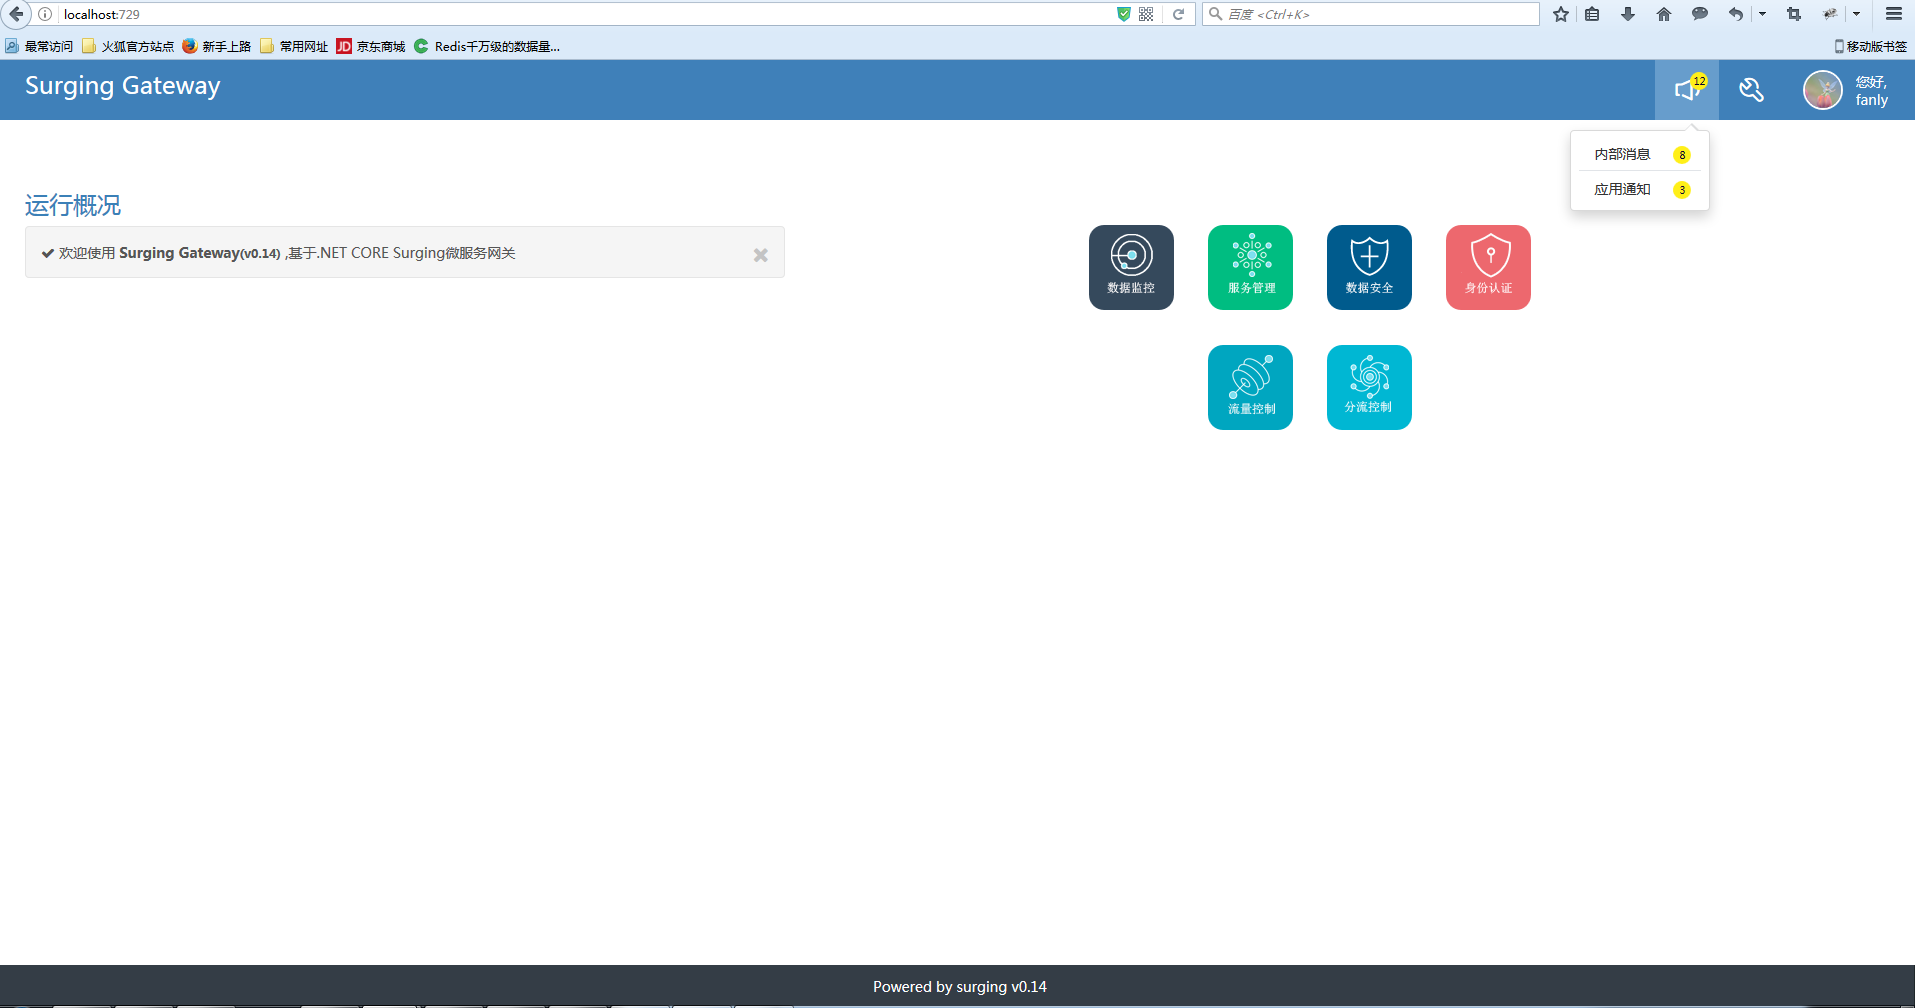 localhost:729
百度 <Ctrl+K>
最常访问 火狐官方站点 新手上路 常用网址 JD 京东商城 Redis千万级的数据量... 移动版书签
Surging Gateway
12
您好,
fanly
内部消息 8
应用通知 3
运行概况
欢迎使用 Surging Gateway(v0.14) ,基于.NET CORE Surging微服务网关
数据监控 服务管理 数据安全 身份认证
流量控制 分流控制
Powered by surging v0.14